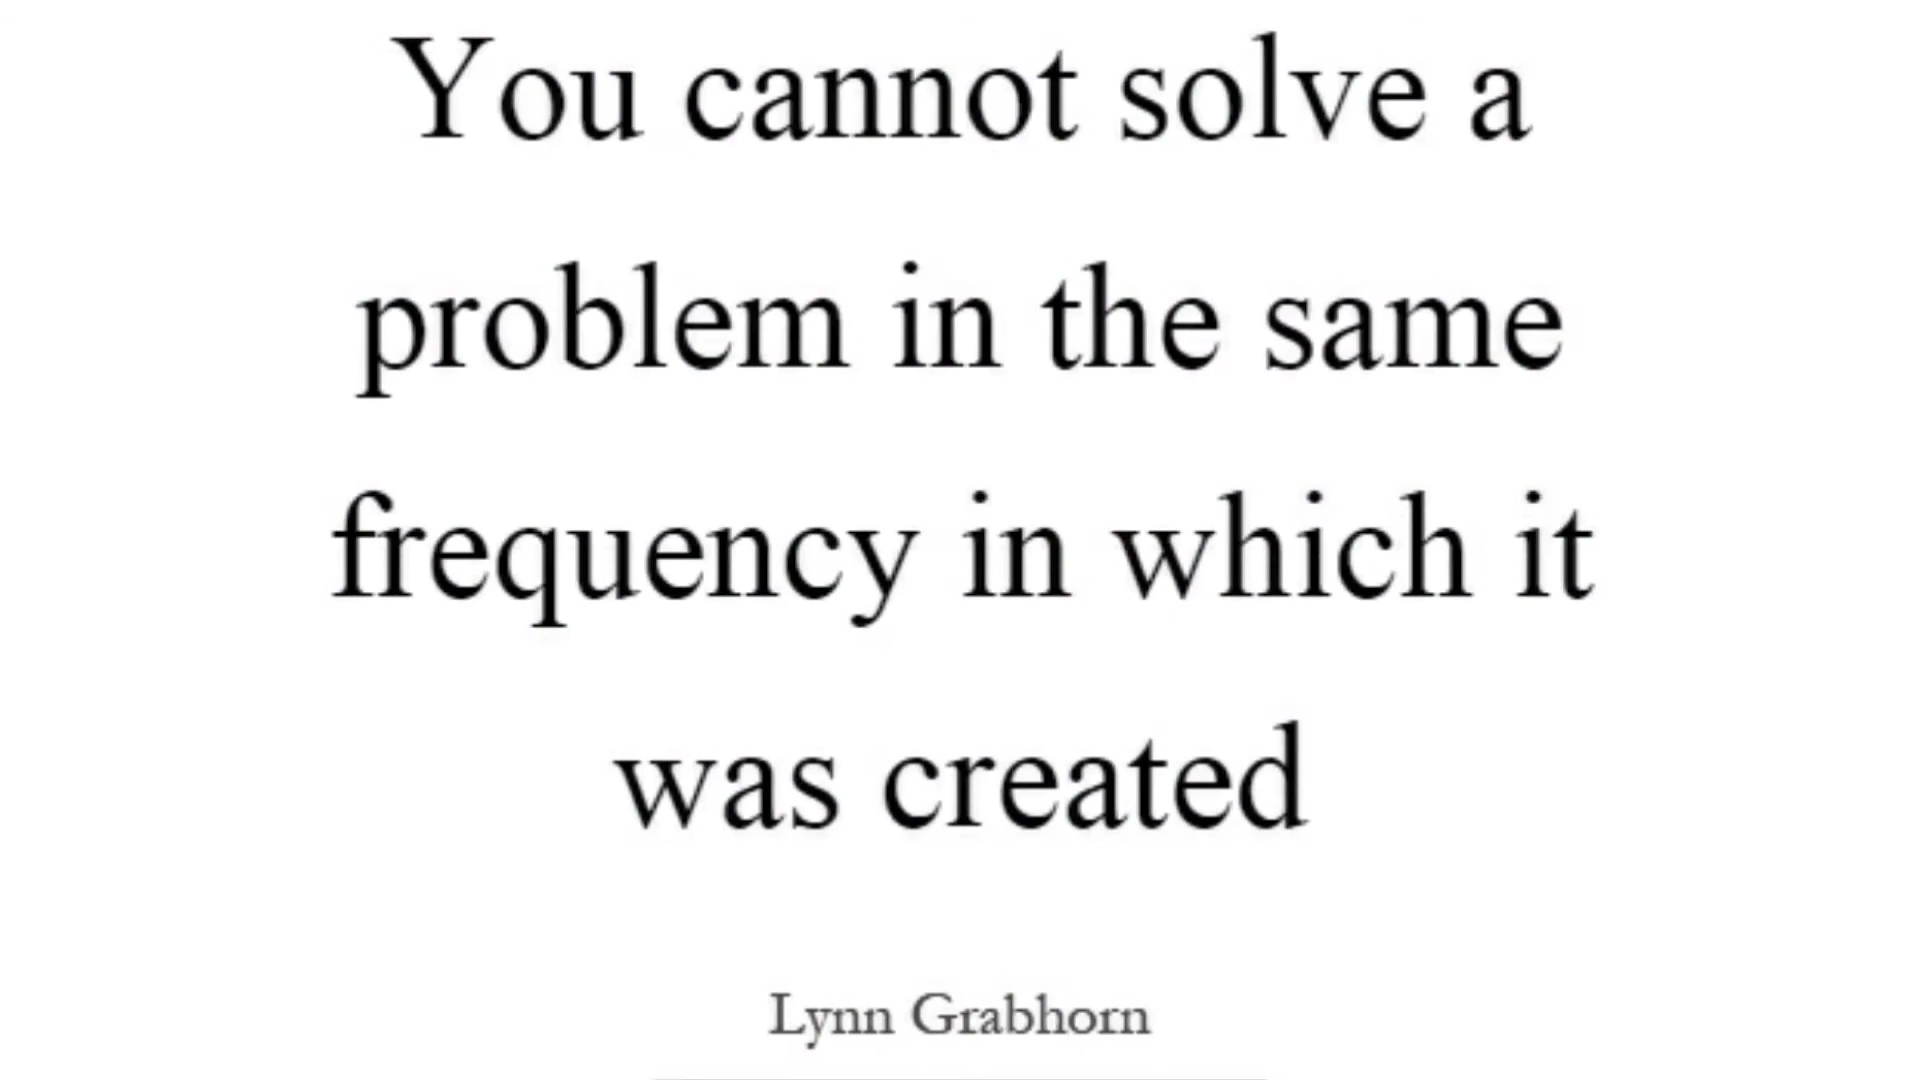 You cannot solve a
problem in the same
frequency in which it
was created
Lynn Grabhorn